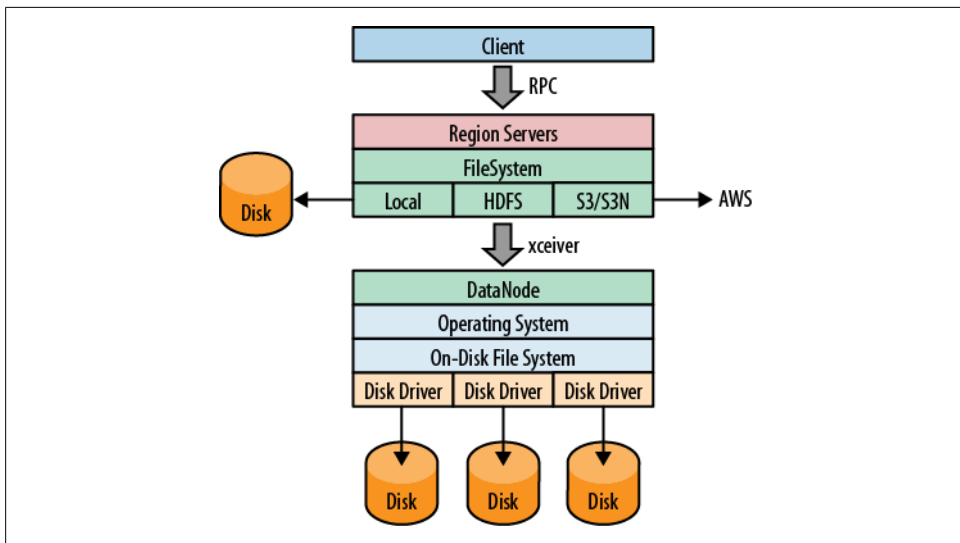 Client
RPC
Region Servers
FileSystem
Local HDFS S3/S3N
Disk
AWS
xceiver
DataNode
Operating System
On-Disk File System
Disk Driver Disk Driver Disk Driver
Disk Disk Disk